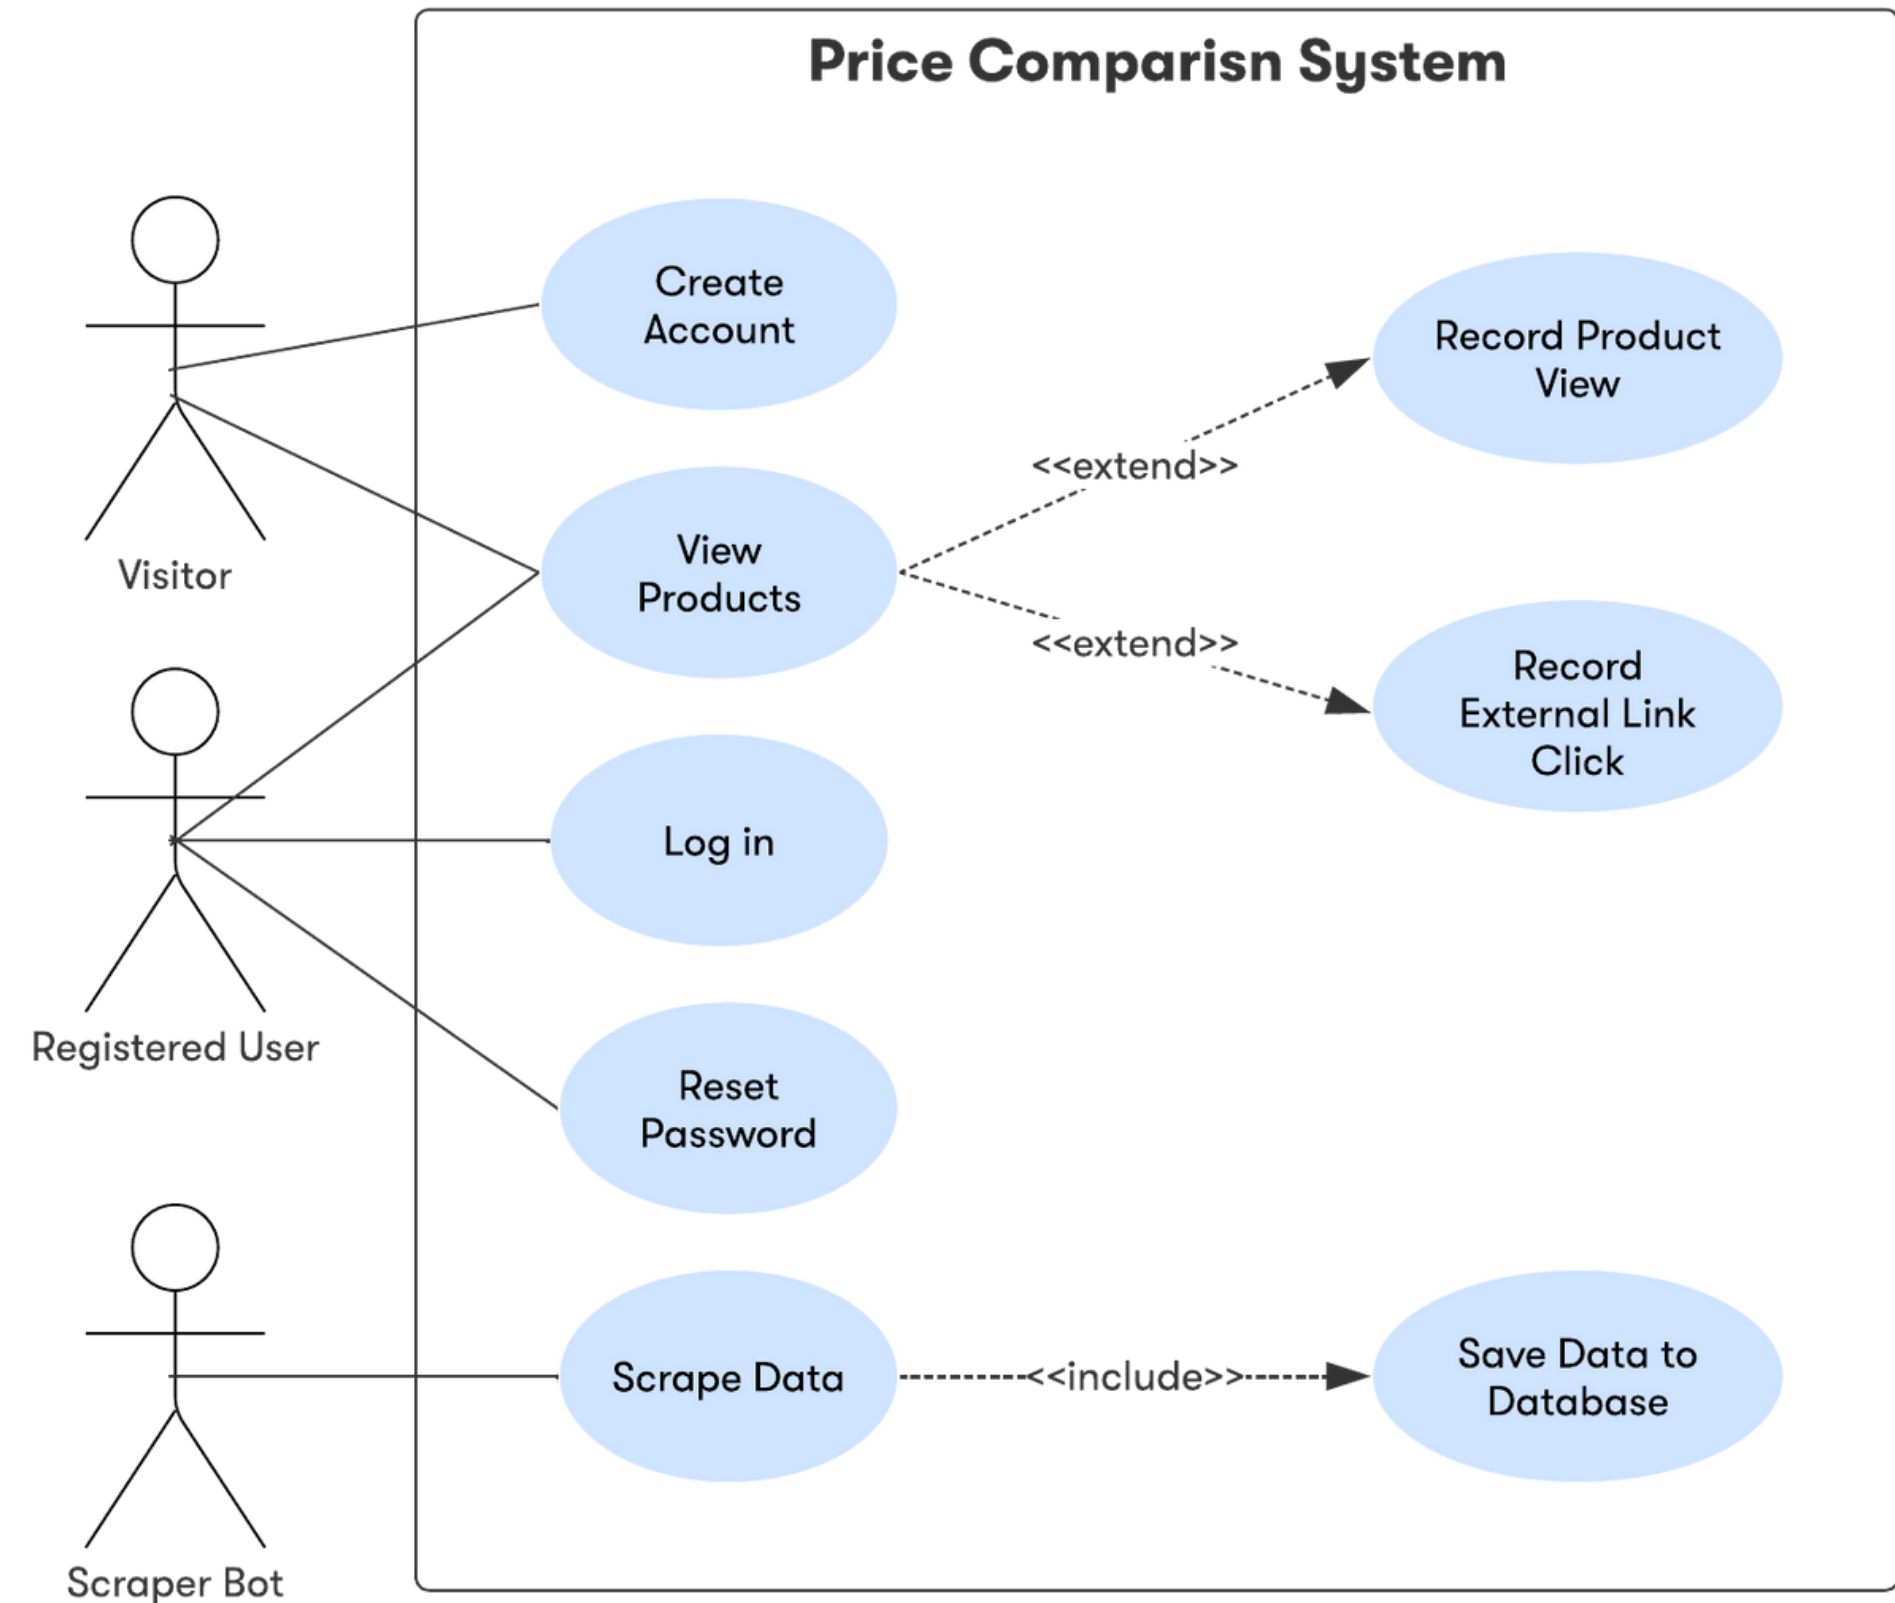 Price Comparisn System
Create
Account
Record Product
View
<<extend>>
View
Products
Visitor
<<extend>>
Record
External Link
Click
Log in
Registered User
Reset
Password
Scrape Data
<<include>>
Save Data to
Database
Scraper Bot